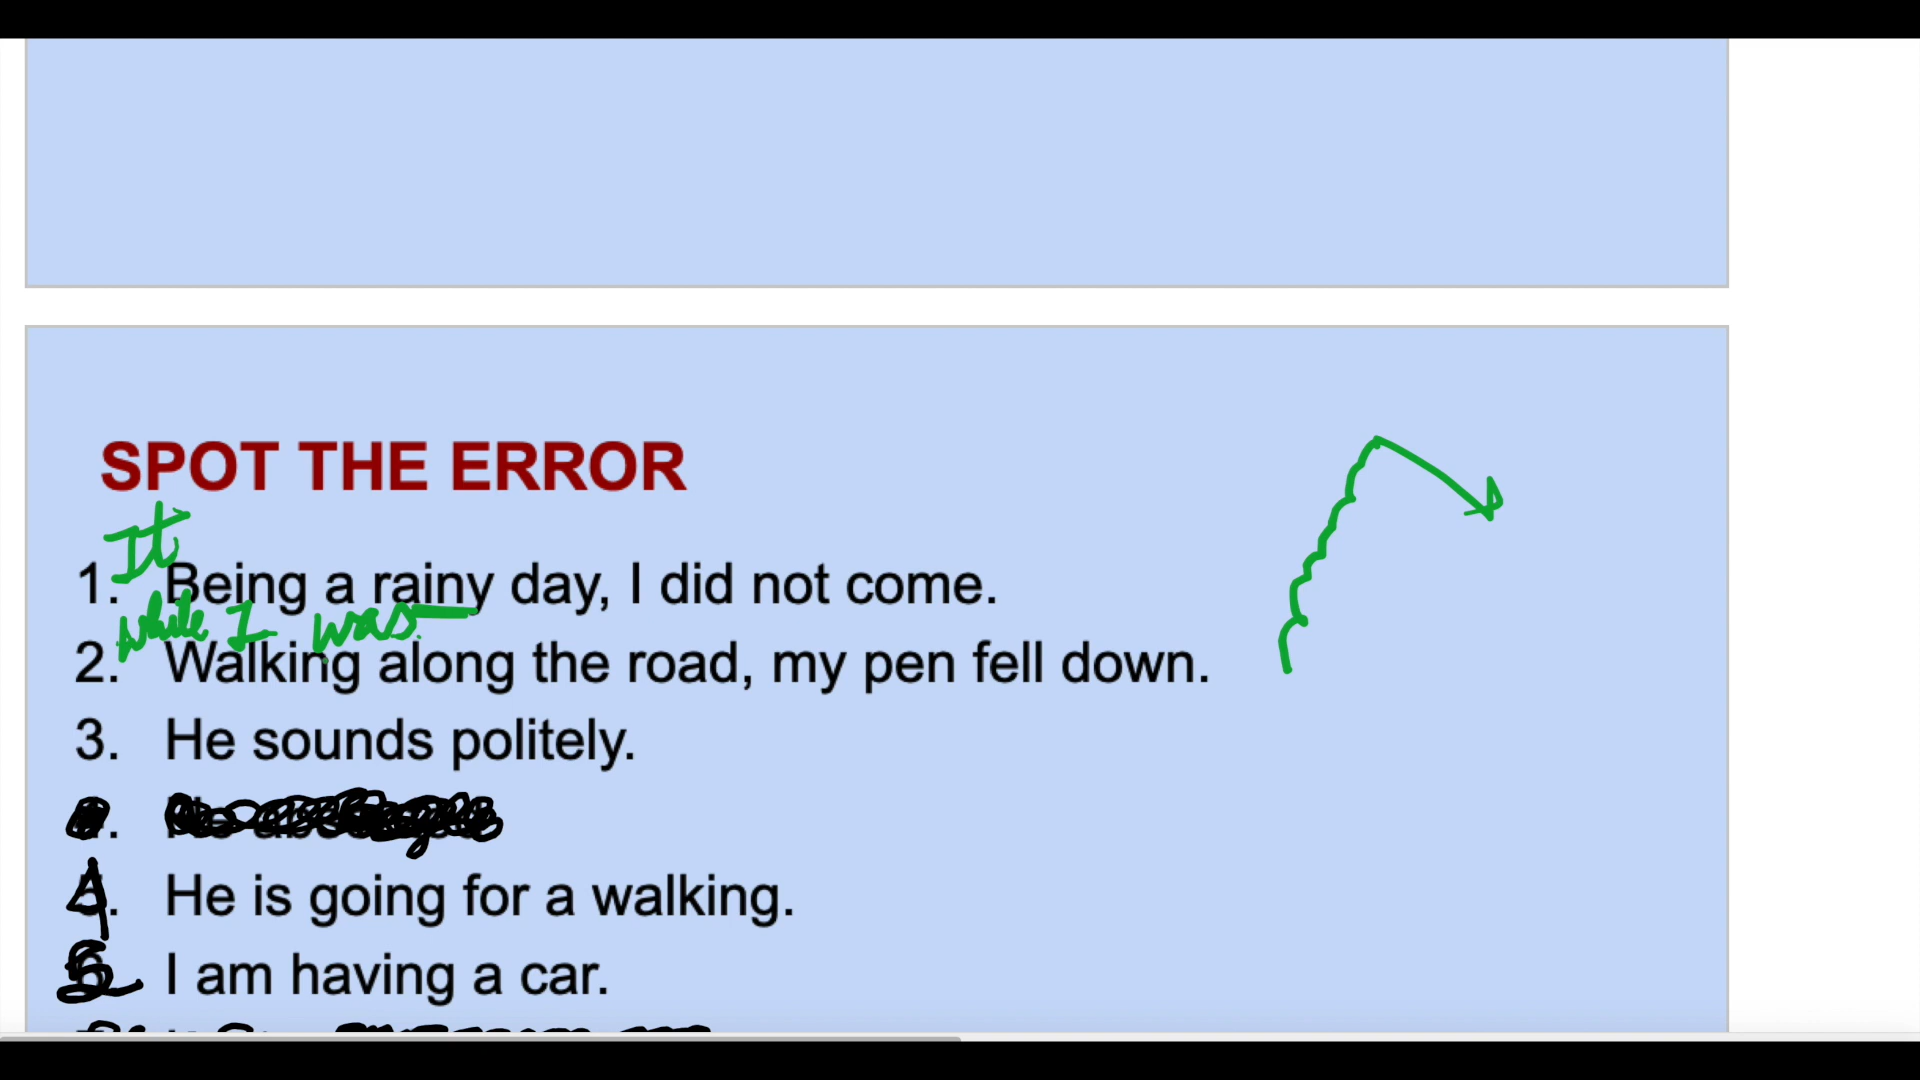 SPOT THE ERROR
It
1. Being a rainy day, I did not come.
while I was
2. Walking along the road, my pen fell down.
3. He sounds politely.
4. He is going for a walking.
5 I am having a car.